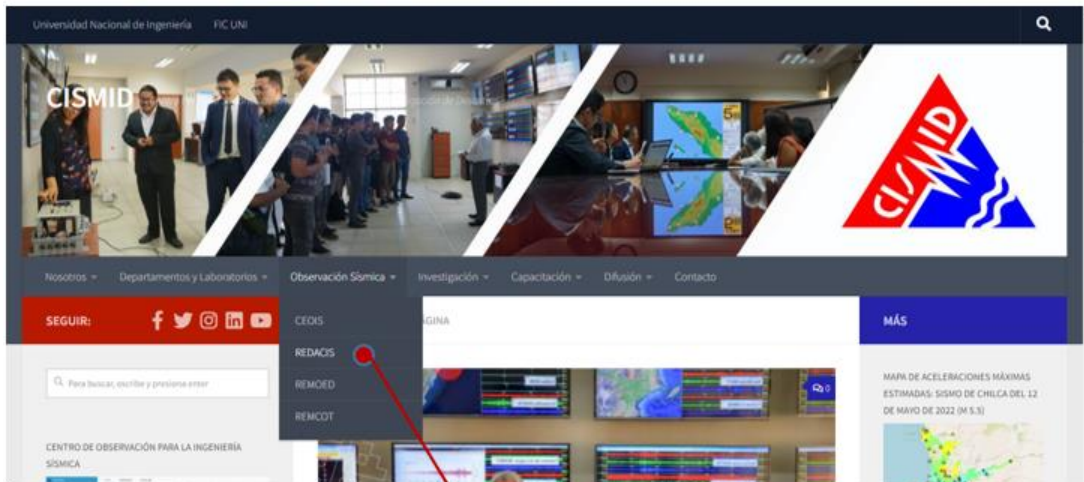 Universidad Nacional de Ingeniería FIC UNI
CISMID
CISMID
Nosotros Departamentos y Laboratorios Observación Sísmica Investigación Capacitación Difusión Contacto
SEGUIR:
CEOIS
REDACIS
REMOED
REMCOT
MÁS
Para buscar, escribe y presiona enter
0
CENTRO DE OBSERVACIÓN PARA LA INGENIERÍA
SÍSMICA
MAPA DE ACELERACIONES MÁXIMAS
ESTIMADAS: SISMO DE CHILCA DEL 12
DE MAYO DE 2022 (M 5.5)